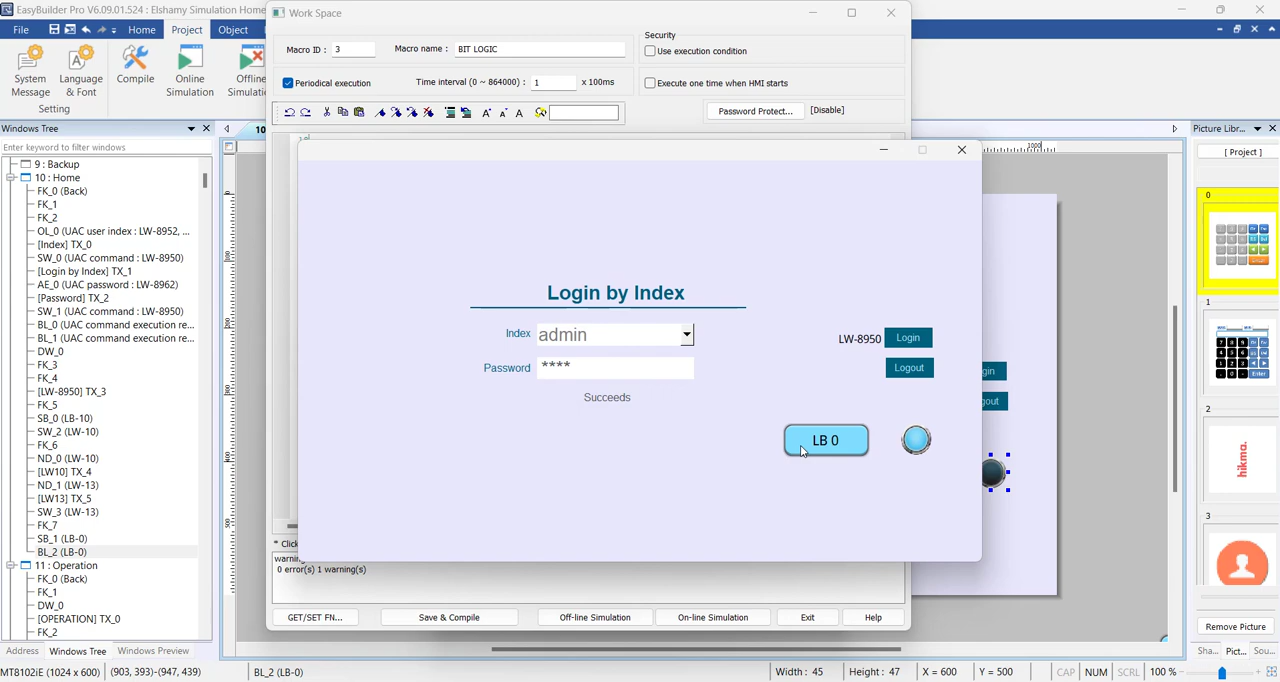 EasyBuilder Pro V6.09.01.524 : Elshamy Simulation Home
File
Home
Project
Object
System Message
Language & Font
Compile
Online Simulation
Setting
Windows Tree
Enter keyword to filter windows
9 : Backup
10 : Home
FK_0 (Back)
FK_1
FK_2
OL_0 (UAC user index : LW-8952, ...
[Index] TX_0
SW_0 (UAC command : LW-8950)
[Login by Index] TX_1
AE_0 (UAC password : LW-8962)
[Password] TX_2
SW_1 (UAC command : LW-8950)
BL_0 (UAC command execution re...
BL_1 (UAC command execution re...
DW_0
FK_3
FK_4
[LW-8950] TX_3
FK_5
SB_0 (LB-10)
SW_2 (LW-10)
FK_6
ND_0 (LW-10)
[LW10] TX_4
ND_1 (LW-13)
[LW13] TX_5
SW_3 (LW-13)
FK_7
SB_1 (LB-0)
BL_2 (LB-0)
11 : Operation
FK_0 (Back)
FK_1
DW_0
[OPERATION] TX_0
FK_2
Address
Windows Tree
Windows Preview
Work Space
Macro ID : 3
Macro name : BIT LOGIC
Security
Use execution condition
Periodical execution
Time interval (0 ~ 864000) : 1 x 100ms
Execute one time when HMI starts
Password Protect...
[Disable]
Login by Index
Index admin
Password ****
Succeeds
LW-8950 Login
Logout
LB 0
0 error(s) 1 warning(s)
GET/SET FN...
Save & Compile
Off-line Simulation
On-line Simulation
Exit
Help
Picture Libr...
[ Project ]
0
1
2
hikma.
3
Remove Picture
Sha...
Pict...
Sou...
MT8102iE (1024 x 600)
(903, 393)-(947, 439)
BL_2 (LB-0)
Width : 45
Height : 47
X = 600
Y = 500
CAP
NUM
SCRL
100 %